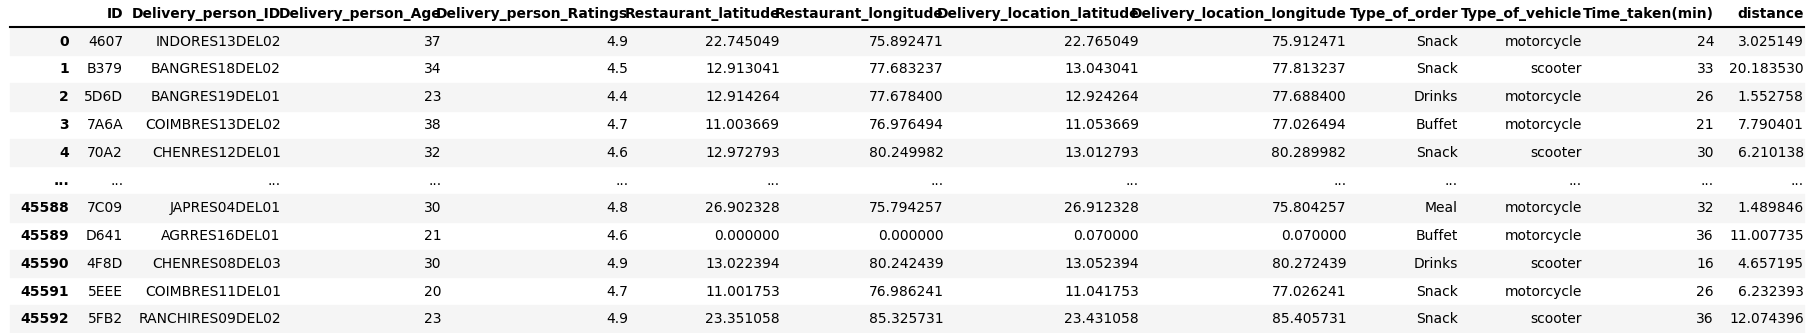 ID Delivery_person_ID Delivery_person_Age Delivery_person_Ratings Restaurant_latitude Restaurant_longitude Delivery_location_latitude Delivery_location_longitude Type_of_order Type_of_vehicle Time_taken(min) distance
0 4607 INDORES13DEL02 37 4.9 22.745049 75.892471 22.765049 75.912471 Snack motorcycle 24 3.025149
1 B379 BANGRES18DEL02 34 4.5 12.913041 77.683237 13.043041 77.813237 Snack scooter 33 20.183530
2 5D6D BANGRES19DEL01 23 4.4 12.914264 77.678400 12.924264 77.688400 Drinks motorcycle 26 1.552758
3 7A6A COIMBRES13DEL02 38 4.7 11.003669 76.976494 11.053669 77.026494 Buffet motorcycle 21 7.790401
4 70A2 CHENRES12DEL01 32 4.6 12.972793 80.249982 13.012793 80.289982 Snack scooter 30 6.210138
... ... ... ... ... ... ... ... ... ... ... ... ...
45588 7C09 JAPRES04DEL01 30 4.8 26.902328 75.794257 26.912328 75.804257 Meal motorcycle 32 1.489846
45589 D641 AGRRES16DEL01 21 4.6 0.000000 0.000000 0.070000 0.070000 Buffet motorcycle 36 11.007735
45590 4F8D CHENRES08DEL03 30 4.9 13.022394 80.242439 13.052394 80.272439 Drinks scooter 16 4.657195
45591 5EEE COIMBRES11DEL01 20 4.7 11.001753 76.986241 11.041753 77.026241 Snack motorcycle 26 6.232393
45592 5FB2 RANCHIRES09DEL02 23 4.9 23.351058 85.325731 23.431058 85.405731 Snack scooter 36 12.074396